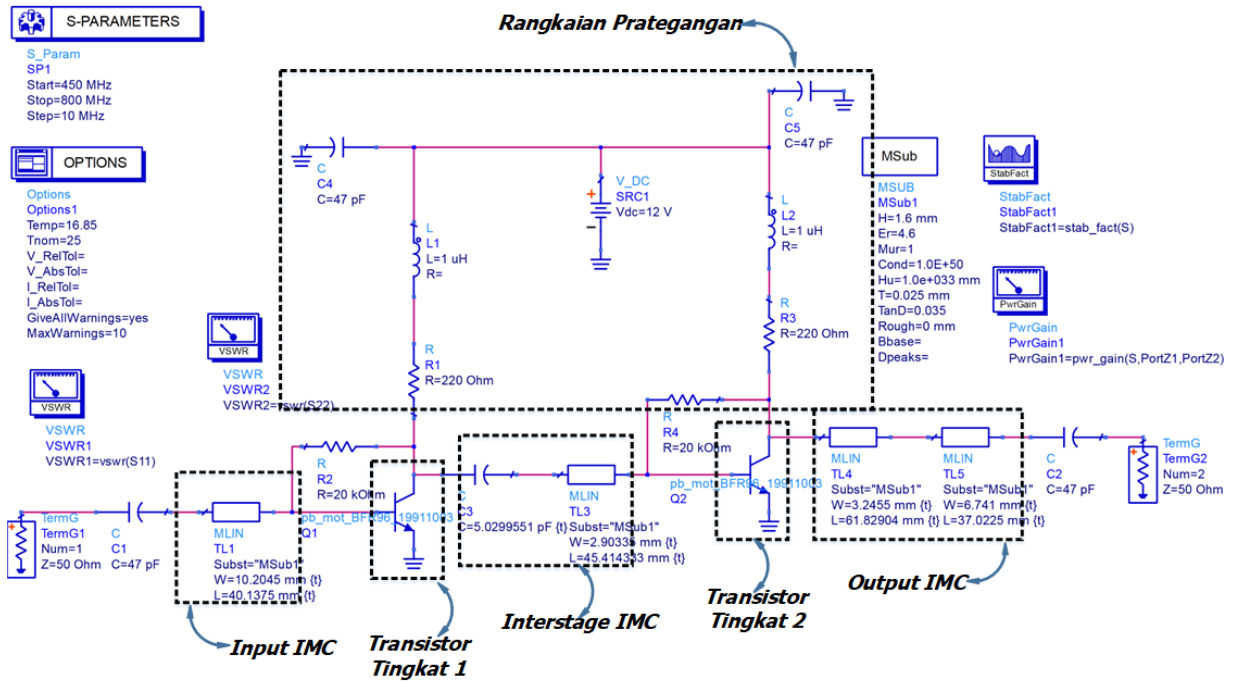 Rangkaian Prategangan
S-PARAMETERS
S_Param
SP1
Start=450 MHz
Stop=800 MHz
Step=10 MHz
OPTIONS
Options
Options1
Temp=16.85
Tnom=25
V_RelTol=
V_AbsTol=
I_RelTol=
I_AbsTol=
GiveAllWarnings=yes
MaxWarnings=10
VSWR
VSWR
VSWR2
VSWR2=vswr(S22)
VSWR
VSWR
VSWR1
VSWR1=vswr(S11)
C
C4
C=47 pF
L
L1
L=1 uH
R=
R
R1
R=220 Ohm
V_DC
SRC1
Vdc=12 V
C
C5
C=47 pF
L
L2
L=1 uH
R=
R
R3
R=220 Ohm
MSub
MSUB
MSub1
H=1.6 mm
Er=4.6
Mur=1
Cond=1.0E+50
Hu=1.0e+033 mm
T=0.025 mm
TanD=0.035
Rough=0 mm
Bbase=
Dpeaks=
StabFact
StabFact
StabFact1
StabFact1=stab_fact(S)
PwrGain
PwrGain
PwrGain1
PwrGain1=pwr_gain(S,PortZ1,PortZ2)
R
R2
R=20 kOhm
R
R4
R=20 kOhm
TermG
TermG1
Num=1
Z=50 Ohm
C
C1
C=47 pF
MLIN
TL1
Subst="MSub1"
W=10.2045 mm {t}
L=40.1375 mm {t}
pb_mot_BFR96_19911003
Q1
C
C3
C=5.0299551 pF {t}
MLIN
TL3
Subst="MSub1"
W=2.90335 mm {t}
L=45.414333 mm {t}
pb_mot_BFR96_19911003
Q2
MLIN
TL4
Subst="MSub1"
W=3.2455 mm {t}
L=61.82904 mm {t}
MLIN
TL5
Subst="MSub1"
W=6.741 mm {t}
L=37.0225 mm {t}
C
C2
C=47 pF
TermG
TermG2
Num=2
Z=50 Ohm
Input IMC
Transistor
Tingkat 1
Interstage IMC
Transistor
Tingkat 2
Output IMC